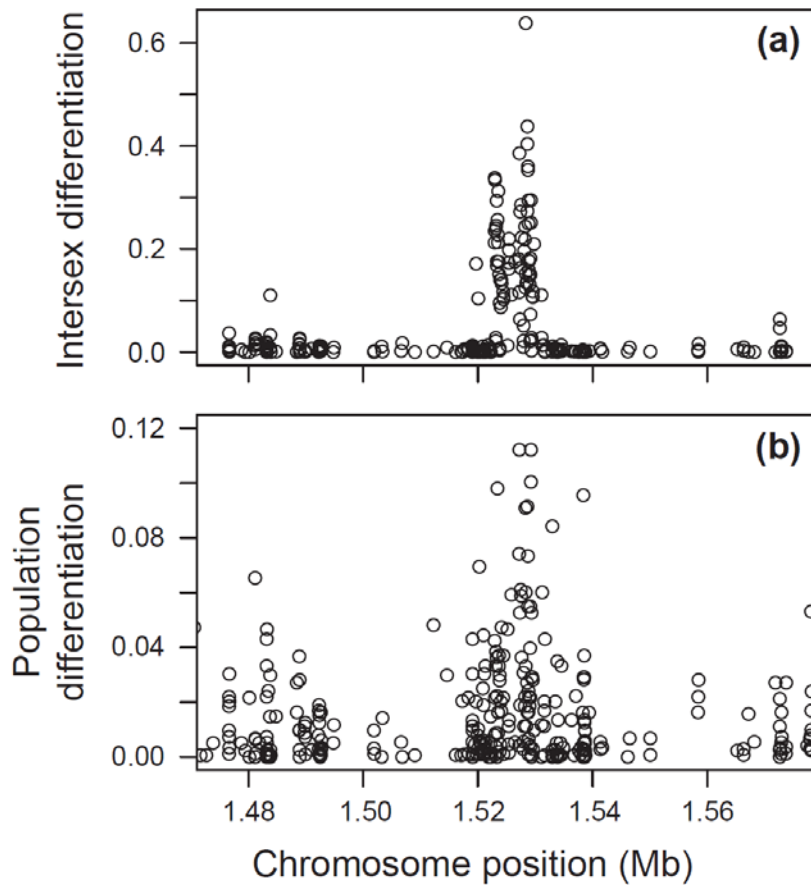 (a)
Intersex differentiation
0.6
0.4
0.2
0.0
(b)
Population
differentiation
0.12
0.08
0.04
0.00
1.48 1.50 1.52 1.54 1.56
Chromosome position (Mb)